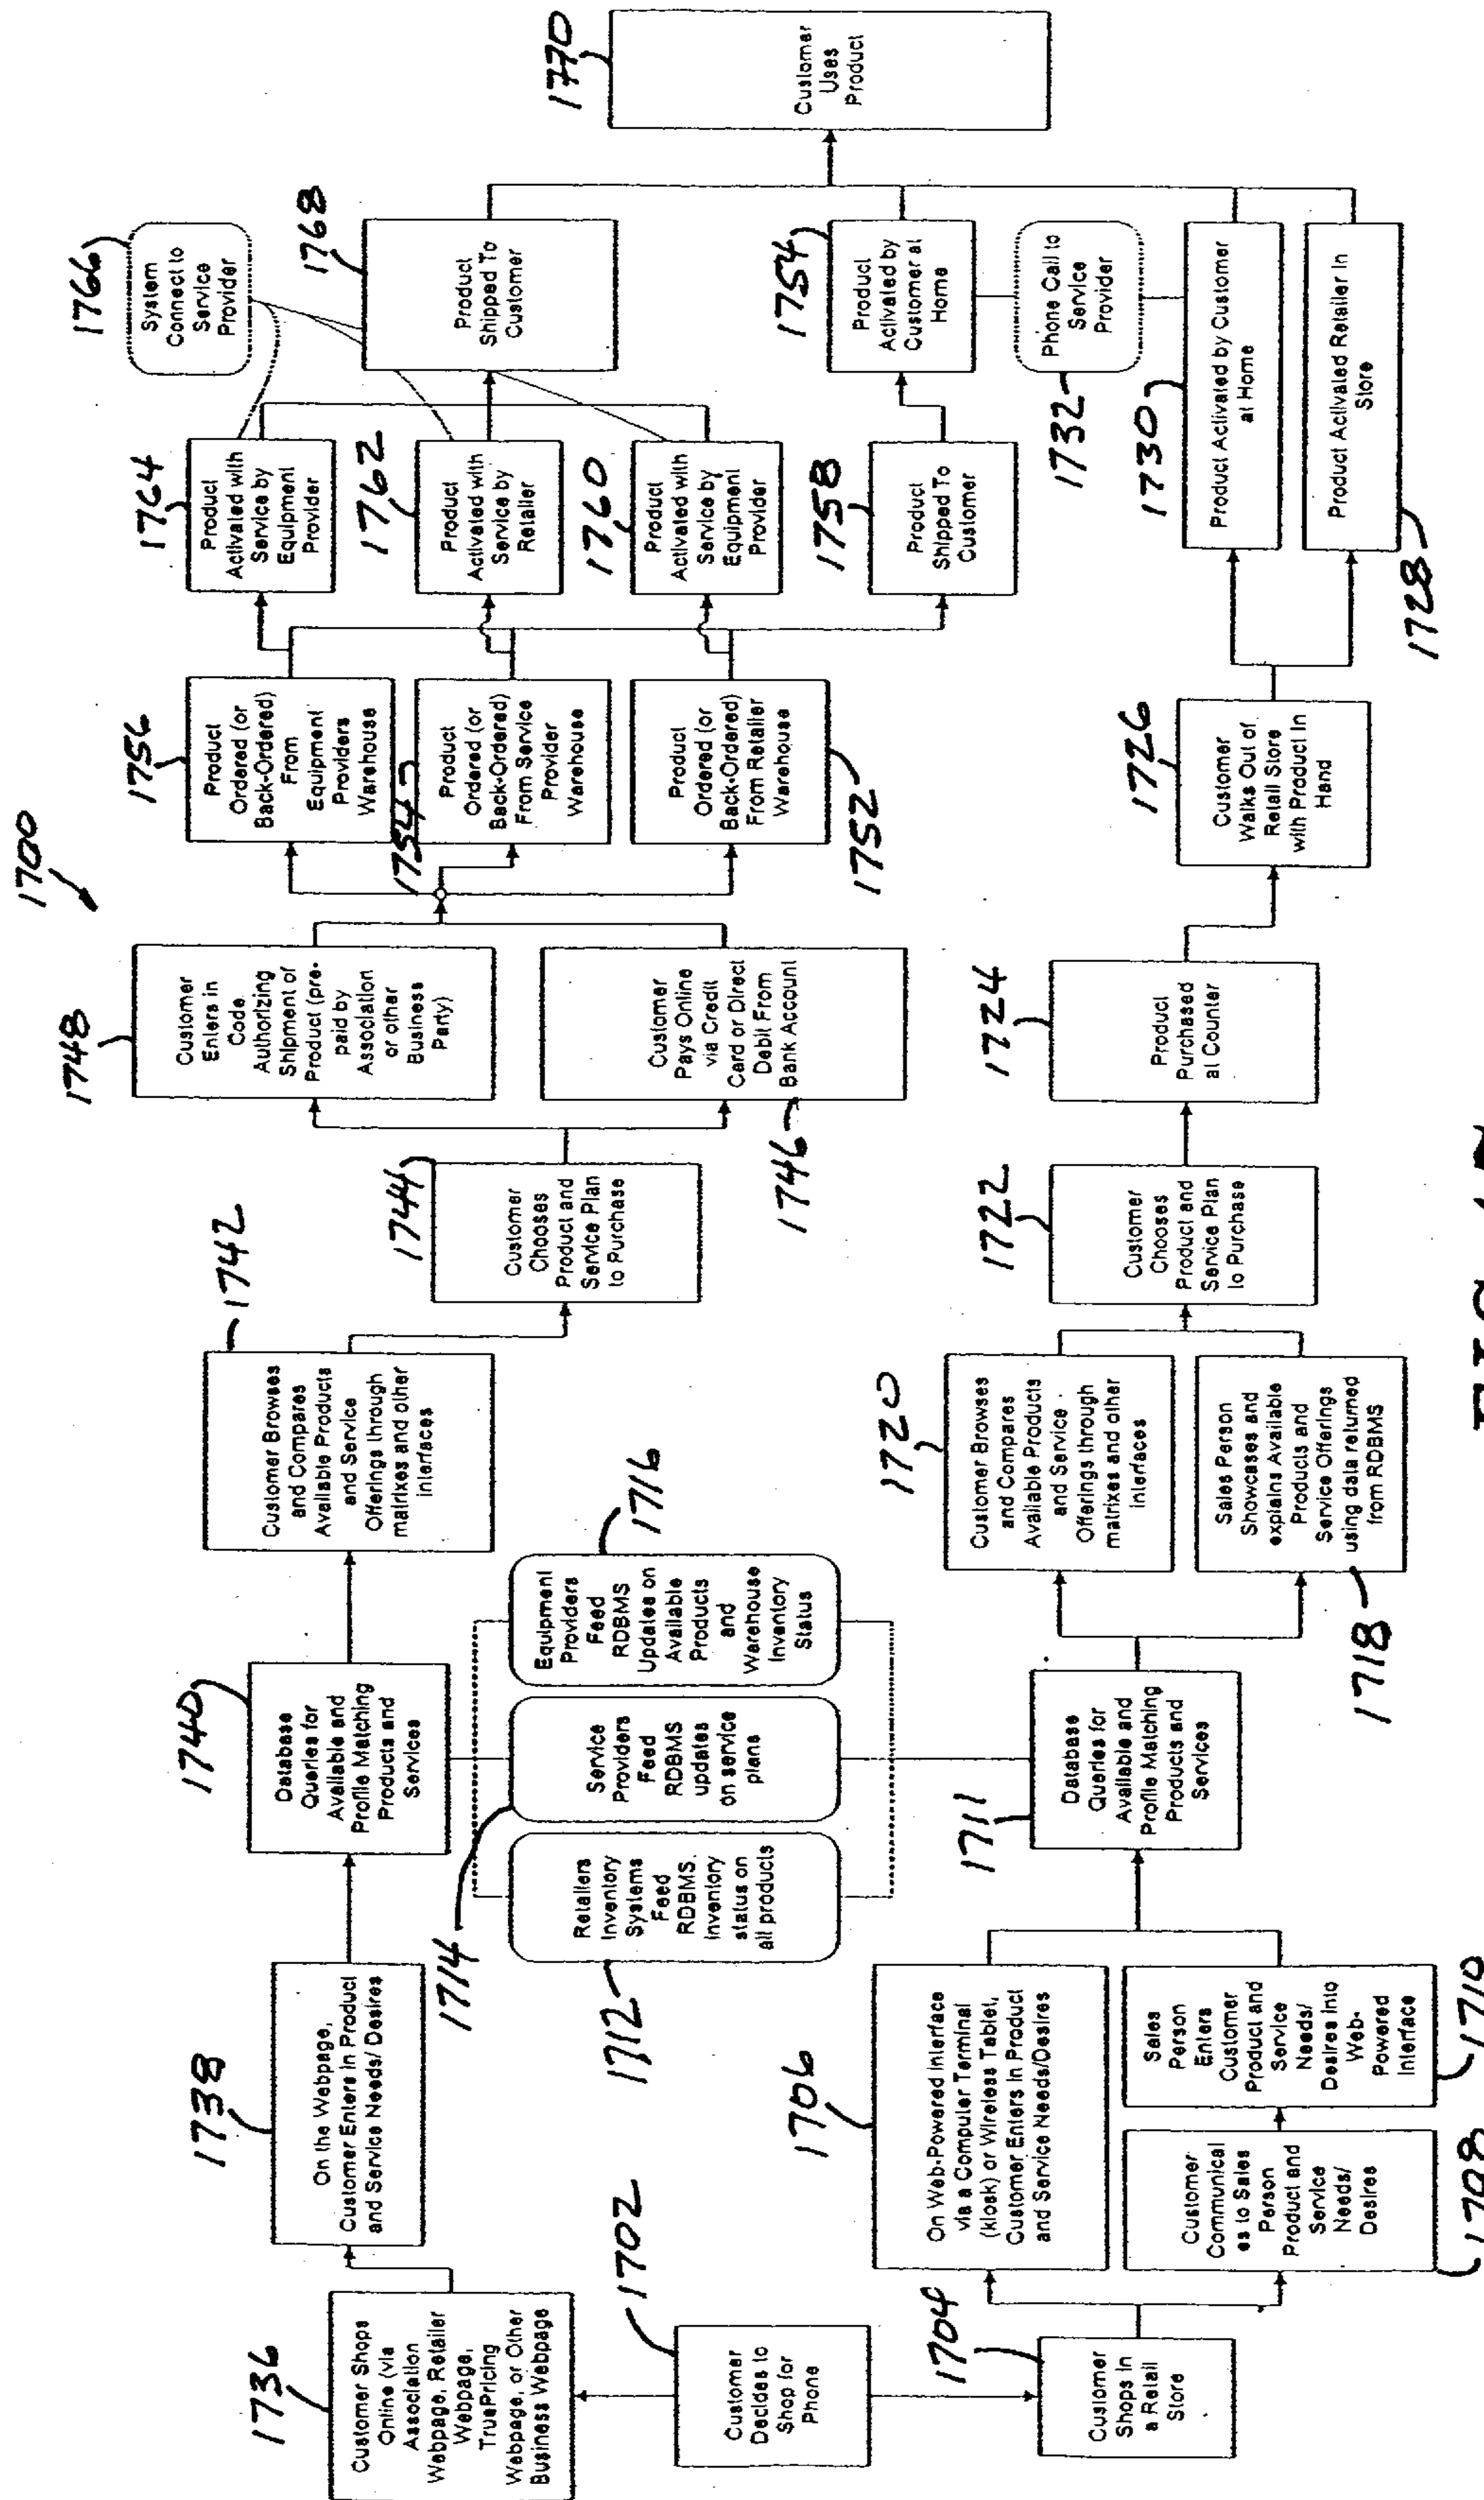 1700
1736
Customer Shops
Online (via
Association
Webpage, Retailer
Webpage,
TruePricing
Webpage, or Other
Business Webpage
1738
On the Webpage,
Customer Enters in Product
and Service Needs/ Desires
1740
Database
Queries for
Available and
Profile Matching
Products and
Services
1742
Customer Browses
and Compares
Available Products
and Service
Offerings through
matrixes and other
interfaces
1744
Customer
Chooses
Product and
Service Plan
to Purchase
1748
Customer
Enters in
Code
Authorizing
Shipment of
Product (pre-
paid by
Association
or other
Business
Party)
1746
Customer
Pays Online
via Credit
Card or Direct
Debit From
Bank Account
1756
Product
Ordered (or
Back-Ordered)
From
Equipment
Providers
Warehouse
1754
Product
Ordered (or
Back-Ordered)
From Service
Provider
Warehouse
1752
Product
Ordered (or
Back-Ordered)
From Retailer
Warehouse
1764
Product
Activated with
Service by
Equipment
Provider
1762
Product
Activated with
Service by
Retailer
1760
Product
Activated with
Service by
Equipment
Provider
1758
Product
Shipped To
Customer
1766
System
Connect to
Service
Provider
1768
Product
Shipped To
Customer
1754
Product
Activated by
Customer at
Home
1732
Phone Call to
Service
Provider
1770
Customer
Uses
Product
1702
Customer
Decides to
Shop for
Phone
1714
1712
Retailers
Inventory
Systems
Feed
RDBMS.
Inventory
status on
all products
Service
Providers
Feed
RDBMS
updates
on service
plans
1716
Equipment
Providers
Feed
RDBMS
Updates on
Available
Products
and
Warehouse
Inventory
Status
1704
Customer
Shops in
a Retail
Store
1706
On Web-Powered Interface
via a Computer Terminal
(kiosk) or Wireless Tablet,
Customer Enters in Product
and Service Needs/Desires
1708
Customer
Communicat
es to Sales
Person
Product and
Service
Needs/
Desires
1710
Sales
Person
Enters
Customer
Product and
Service
Needs/
Desires into
Web-
Powered
Interface
1711
Database
Queries for
Available and
Profile Matching
Products and
Services
1720
Customer Browses
and Compares
Available Products
and Service
Offerings through
matrixes and other
interfaces
1718
Sales Person
Showcases and
explains Available
Products and
Service Offerings
using data returned
from RDBMS
1722
Customer
Chooses
Product and
Service Plan
to Purchase
1724
Product
Purchased
at Counter
1726
Customer
Walks Out of
Retail Store
with Product In
Hand
1730
Product Activated by Customer
at Home
1728
Product Activated Retailer In
Store